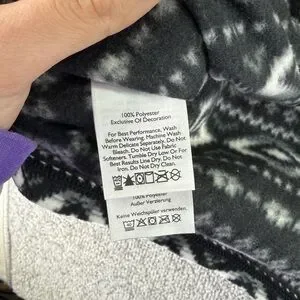 100% Polyester
Exclusive Of Decoration
For Best Performance, Wash
Before Wearing. Machine Wash
Warm. Do Not
Bleach. Do Not Use Fabric
Softeners. Tumble Dry Low Or For
Best Results, Line Dry. Do Not
Iron. Do Not Dry Clean.
100% Polyester
Außer Verzierung
Keine Weichspüler verwenden.